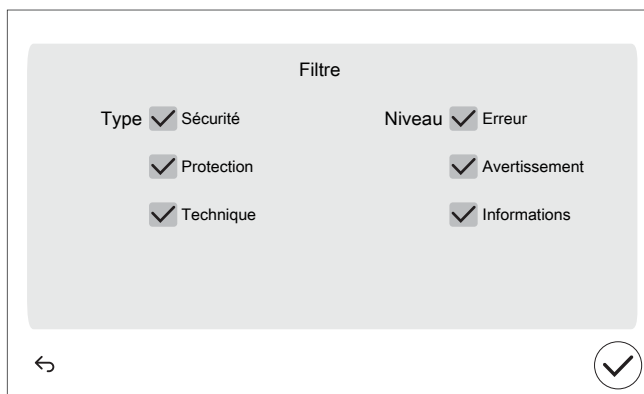 Filtre
Type Sécurité Niveau Erreur
Protection Avertissement
Technique Informations